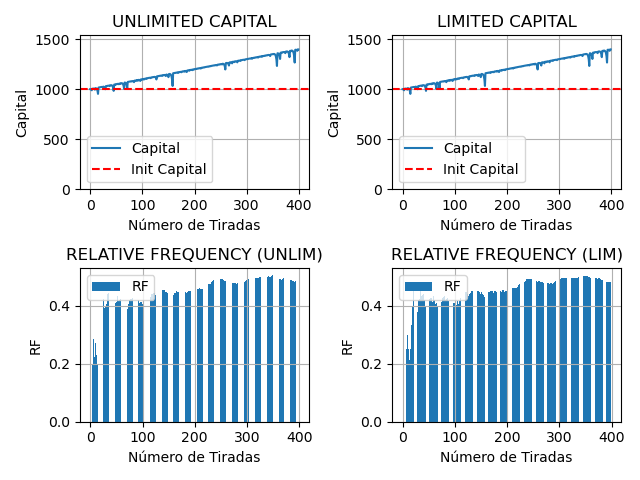 UNLIMITED CAPITAL
1500
1000
500
0
Capital
Capital
Init Capital
0
100
200
300
400
Número de Tiradas
LIMITED CAPITAL
1500
1000
500
0
Capital
Capital
Init Capital
0
100
200
300
400
Número de Tiradas
RELATIVE FREQUENCY (UNLIM)
0.4
0.2
0.0
RF
RF
0
100
200
300
400
Número de Tiradas
RELATIVE FREQUENCY (LIM)
0.4
0.2
0.0
RF
RF
0
100
200
300
400
Número de Tiradas